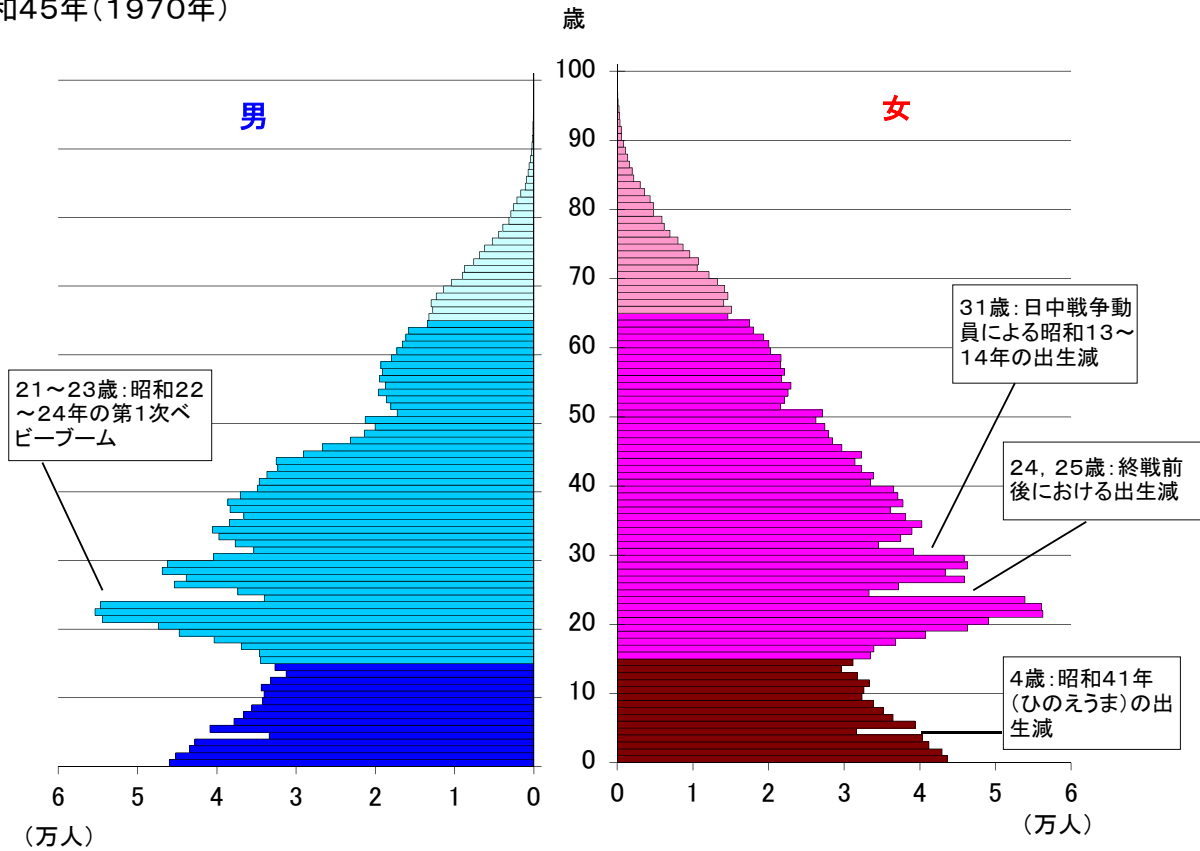 和45年(1970年)
歳
男
女
100
90
80
70
60
50
40
30
20
10
0
31歳:日中戦争動
員による昭和13~
14年の出生減
21~23歳:昭和22
~24年の第1次ベ
ビーブーム
24,25歳:終戦前
後における出生減
4歳:昭和41年
(ひのえうま)の出
生減
6 5 4 3 2 1 0
0 1 2 3 4 5 6
(万人)
(万人)